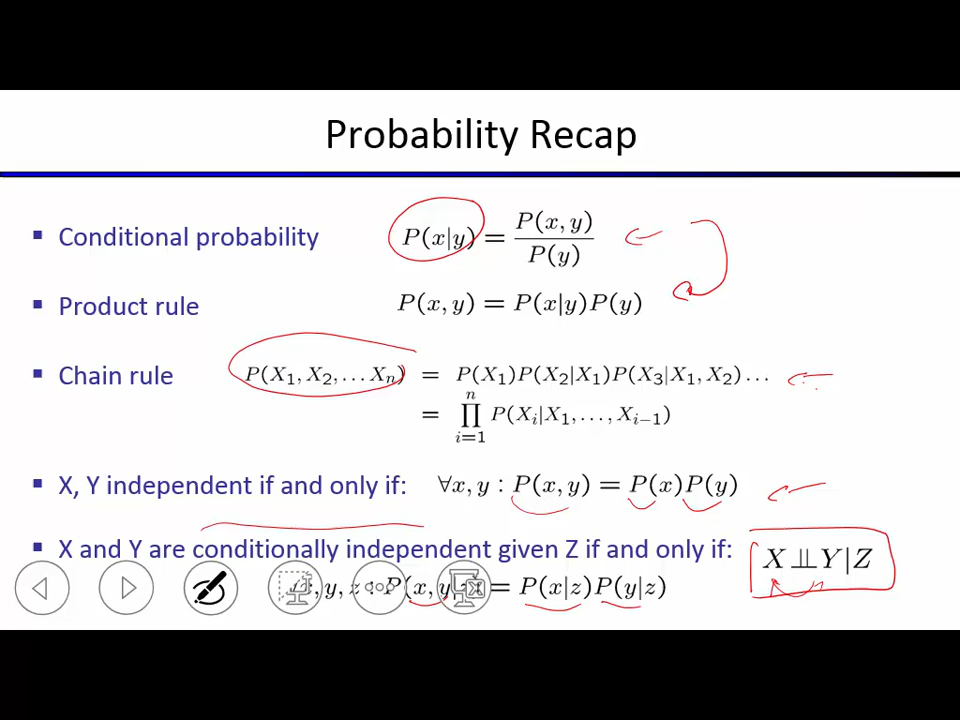 Probability Recap
▪ Conditional probability P(x|y) = P(x, y) / P(y)
▪ Product rule P(x, y) = P(x|y)P(y)
▪ Chain rule P(X₁, X₂, . . . Xₙ) = P(X₁)P(X₂|X₁)P(X₃|X₁, X₂) . . .
= ∏ⁿᵢ₌₁ P(Xᵢ|X₁, . . . , Xᵢ₋₁)
▪ X, Y independent if and only if: ∀x, y : P(x, y) = P(x)P(y)
▪ X and Y are conditionally independent given Z if and only if: X ⫫ Y|Z
, y, z : P(x, y = P(x|z)P(y|z)